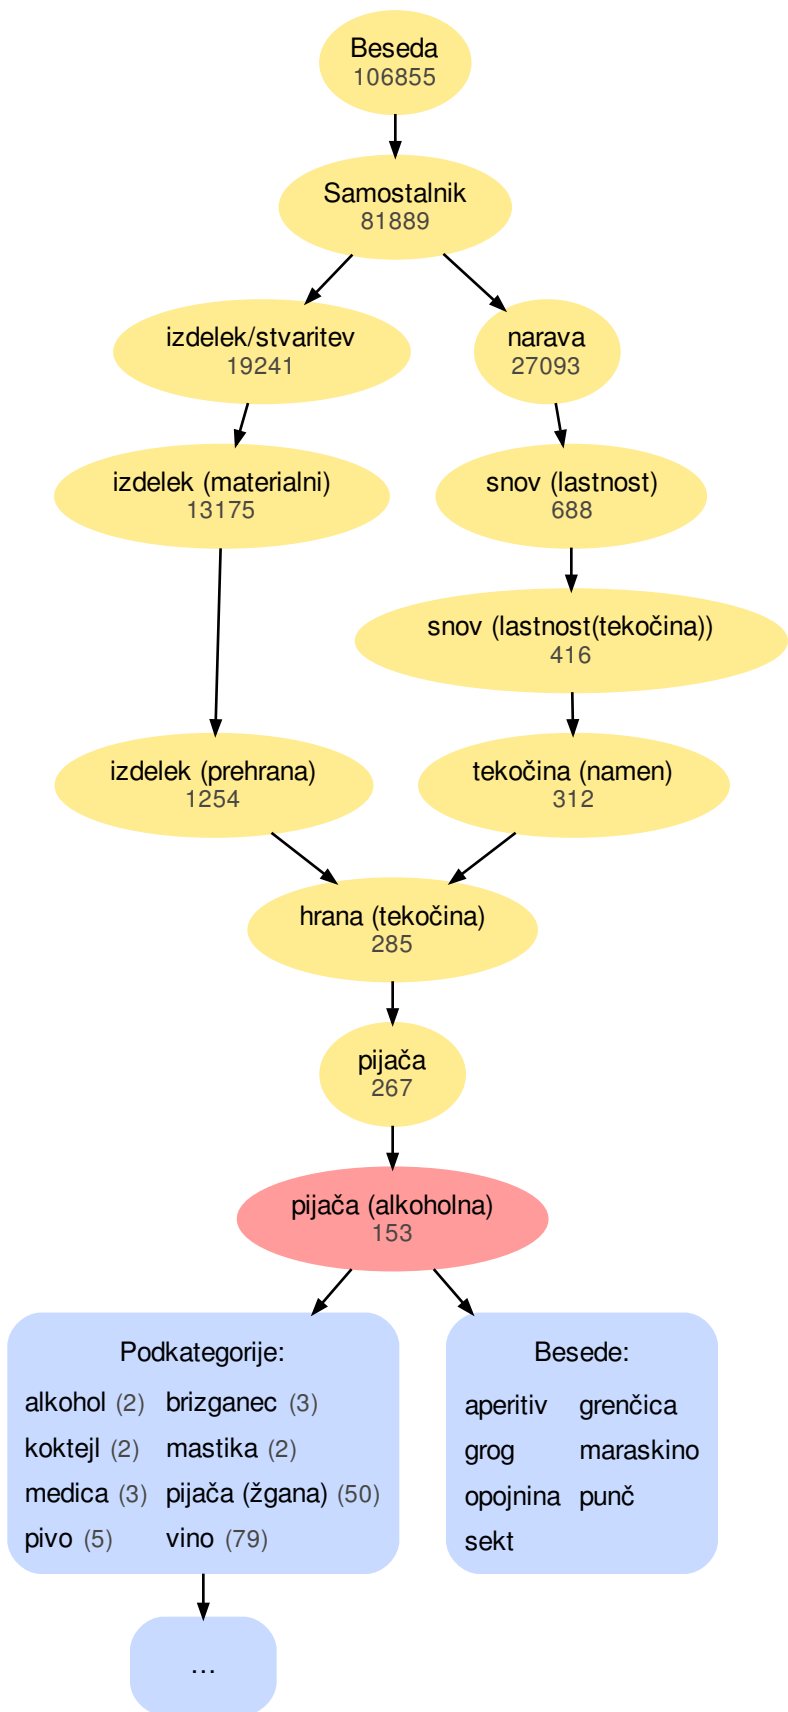 Beseda
106855
Samostalnik
81889
izdelek/stvaritev
19241
narava
27093
izdelek (materialni)
13175
snov (lastnost)
688
snov (lastnost(tekočina))
416
izdelek (prehrana)
1254
tekočina (namen)
312
hrana (tekočina)
285
pijača
267
pijača (alkoholna)
153
Podkategorije:
alkohol (2) brizganec (3)
koktejl (2) mastika (2)
medica (3) pijača (žgana) (50)
pivo (5) vino (79)
Besede:
aperitiv grenčica
grog maraskino
opojnina punč
sekt
...